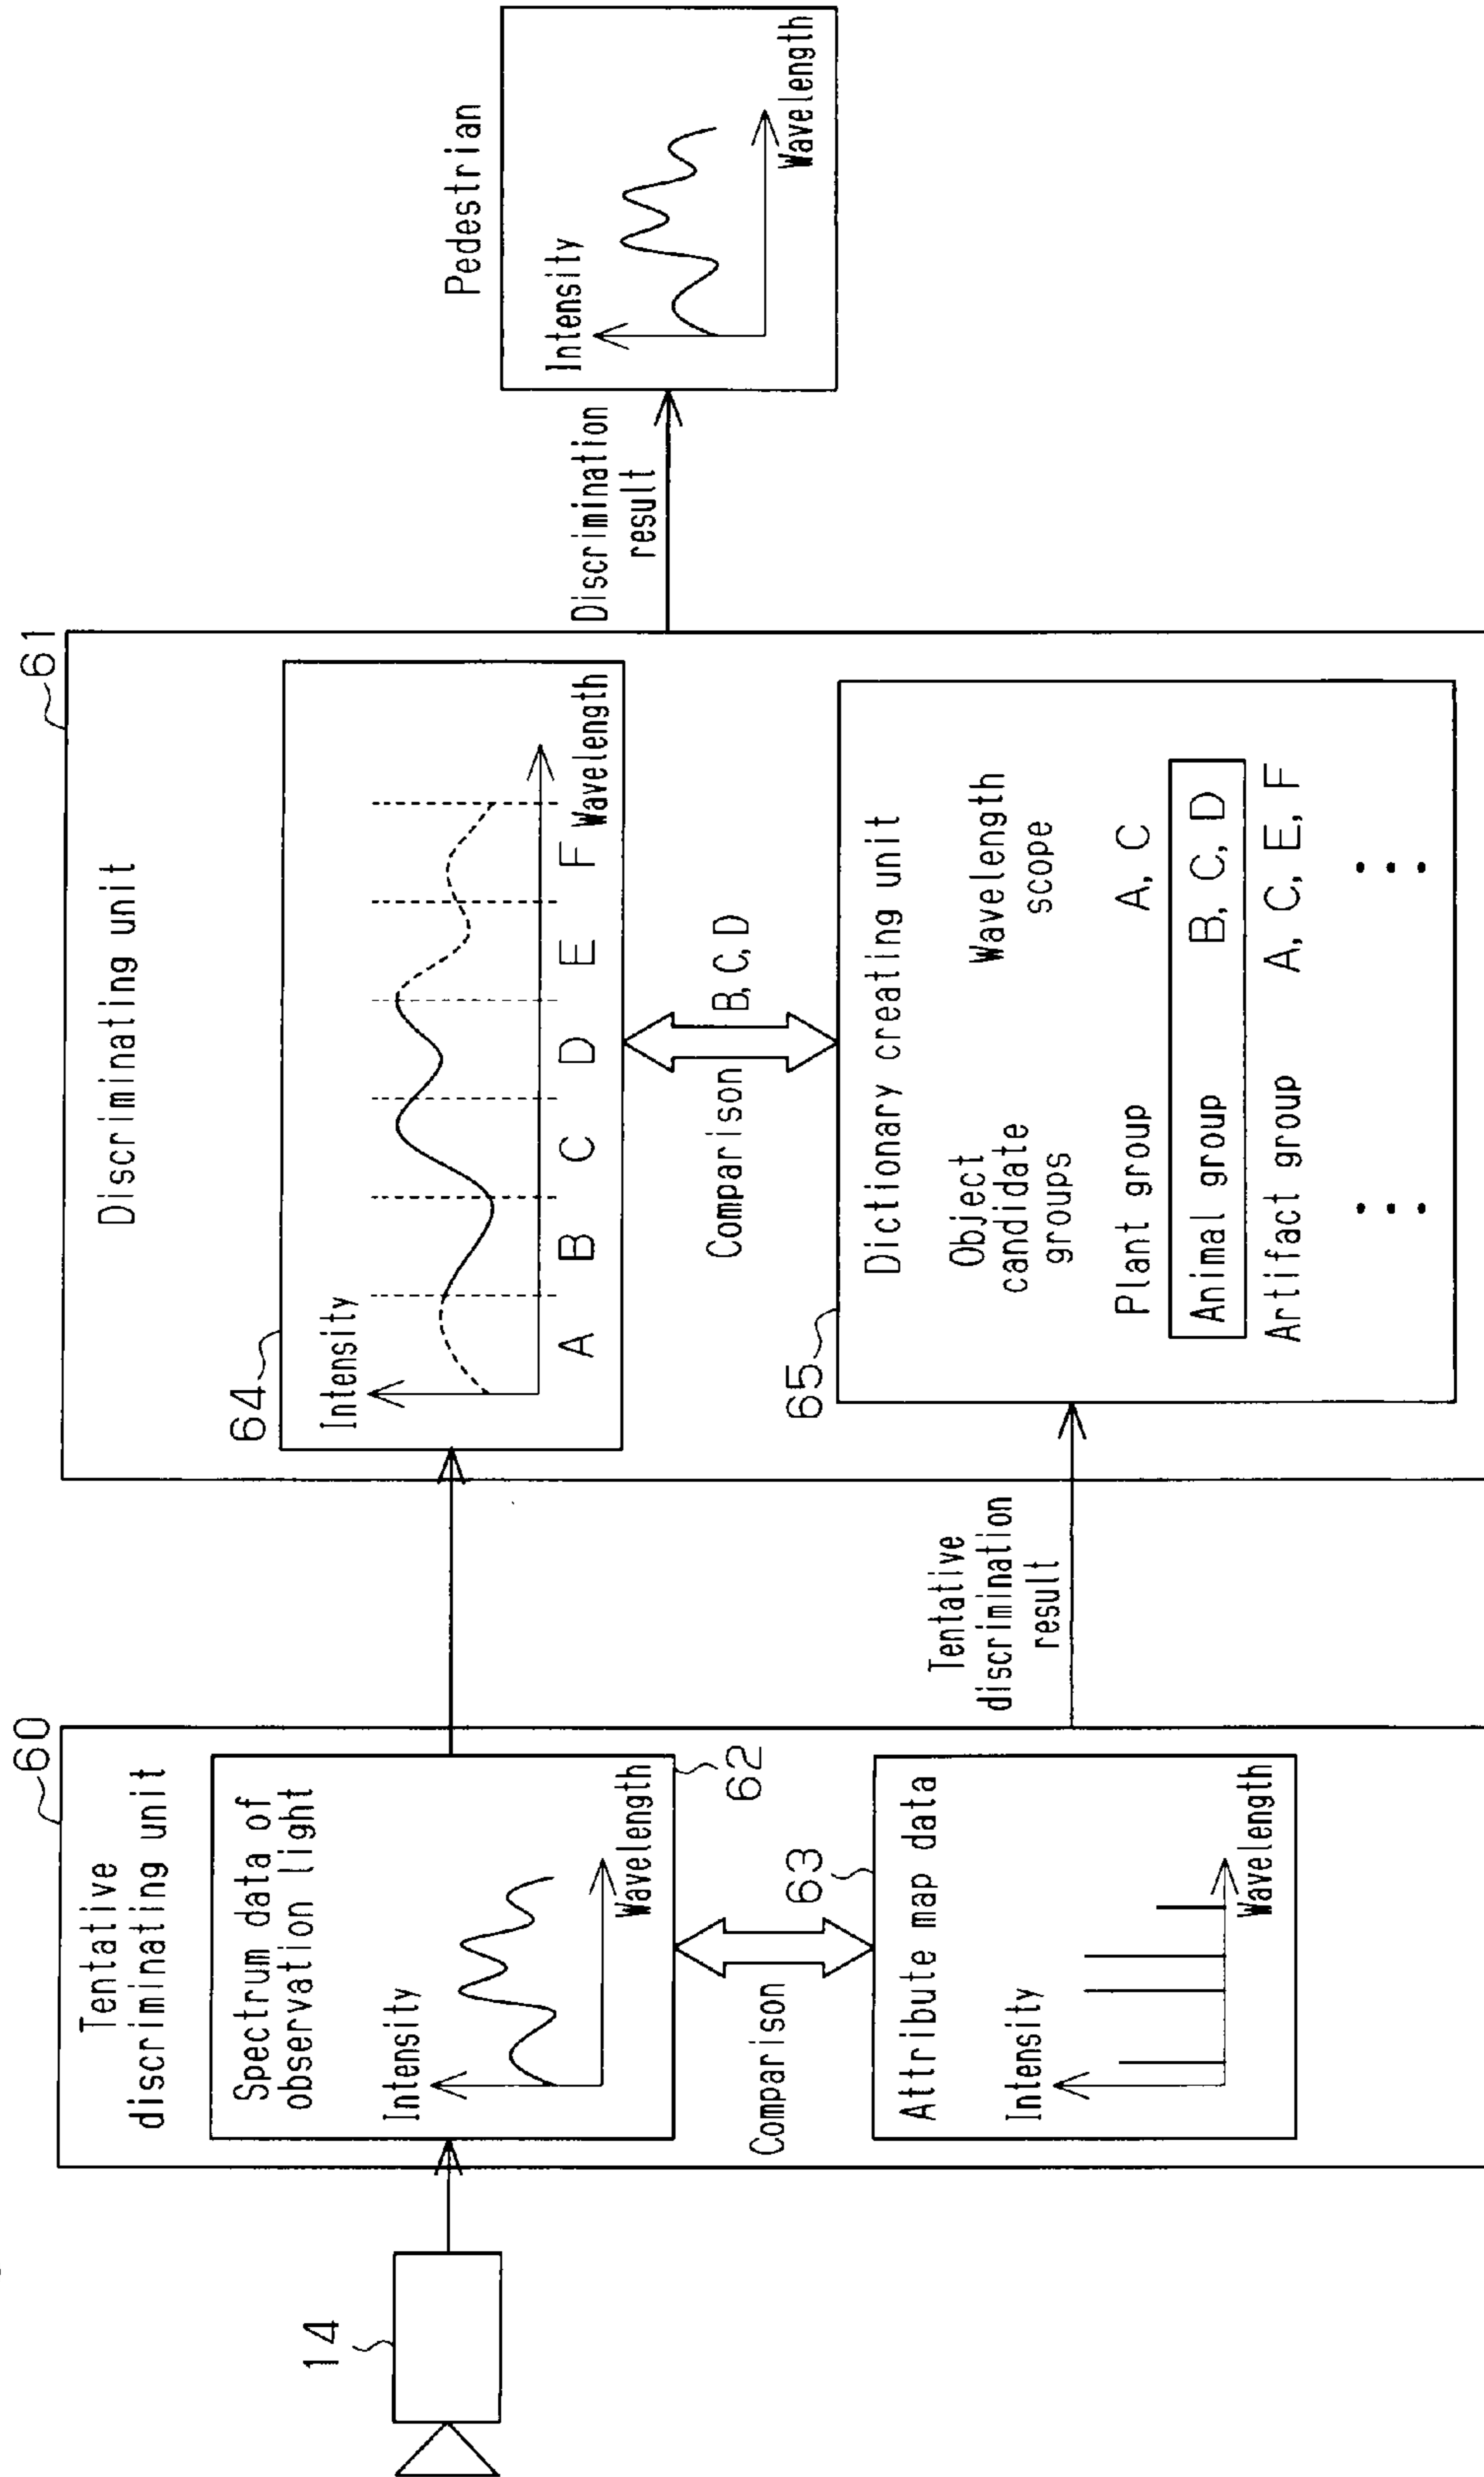 14
60
Tentative
discriminating unit
Spectrum data of
observation light
Intensity
Wavelength
62
Comparison
63
Attribute map data
Intensity
Wavelength
Tentative
discrimination
result
61
Discriminating unit
64
Intensity
A B C D E F
Wavelength
Comparison
B, C, D
65
Dictionary creating unit
Object
candidate
groups
Wavelength
scope
Plant group A, C
Animal group B, C, D
Artifact group A, C, E, F
Discrimination
result
Pedestrian
Intensity
Wavelength